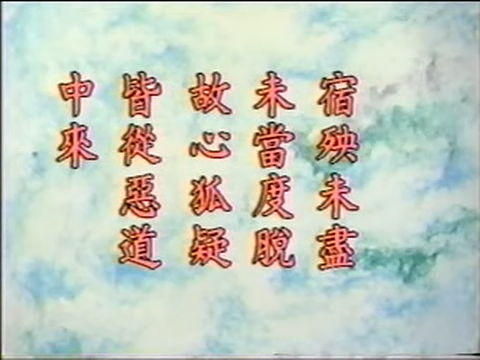 宿殃未盡
未當度脫
故心狐疑
皆從惡道
中來